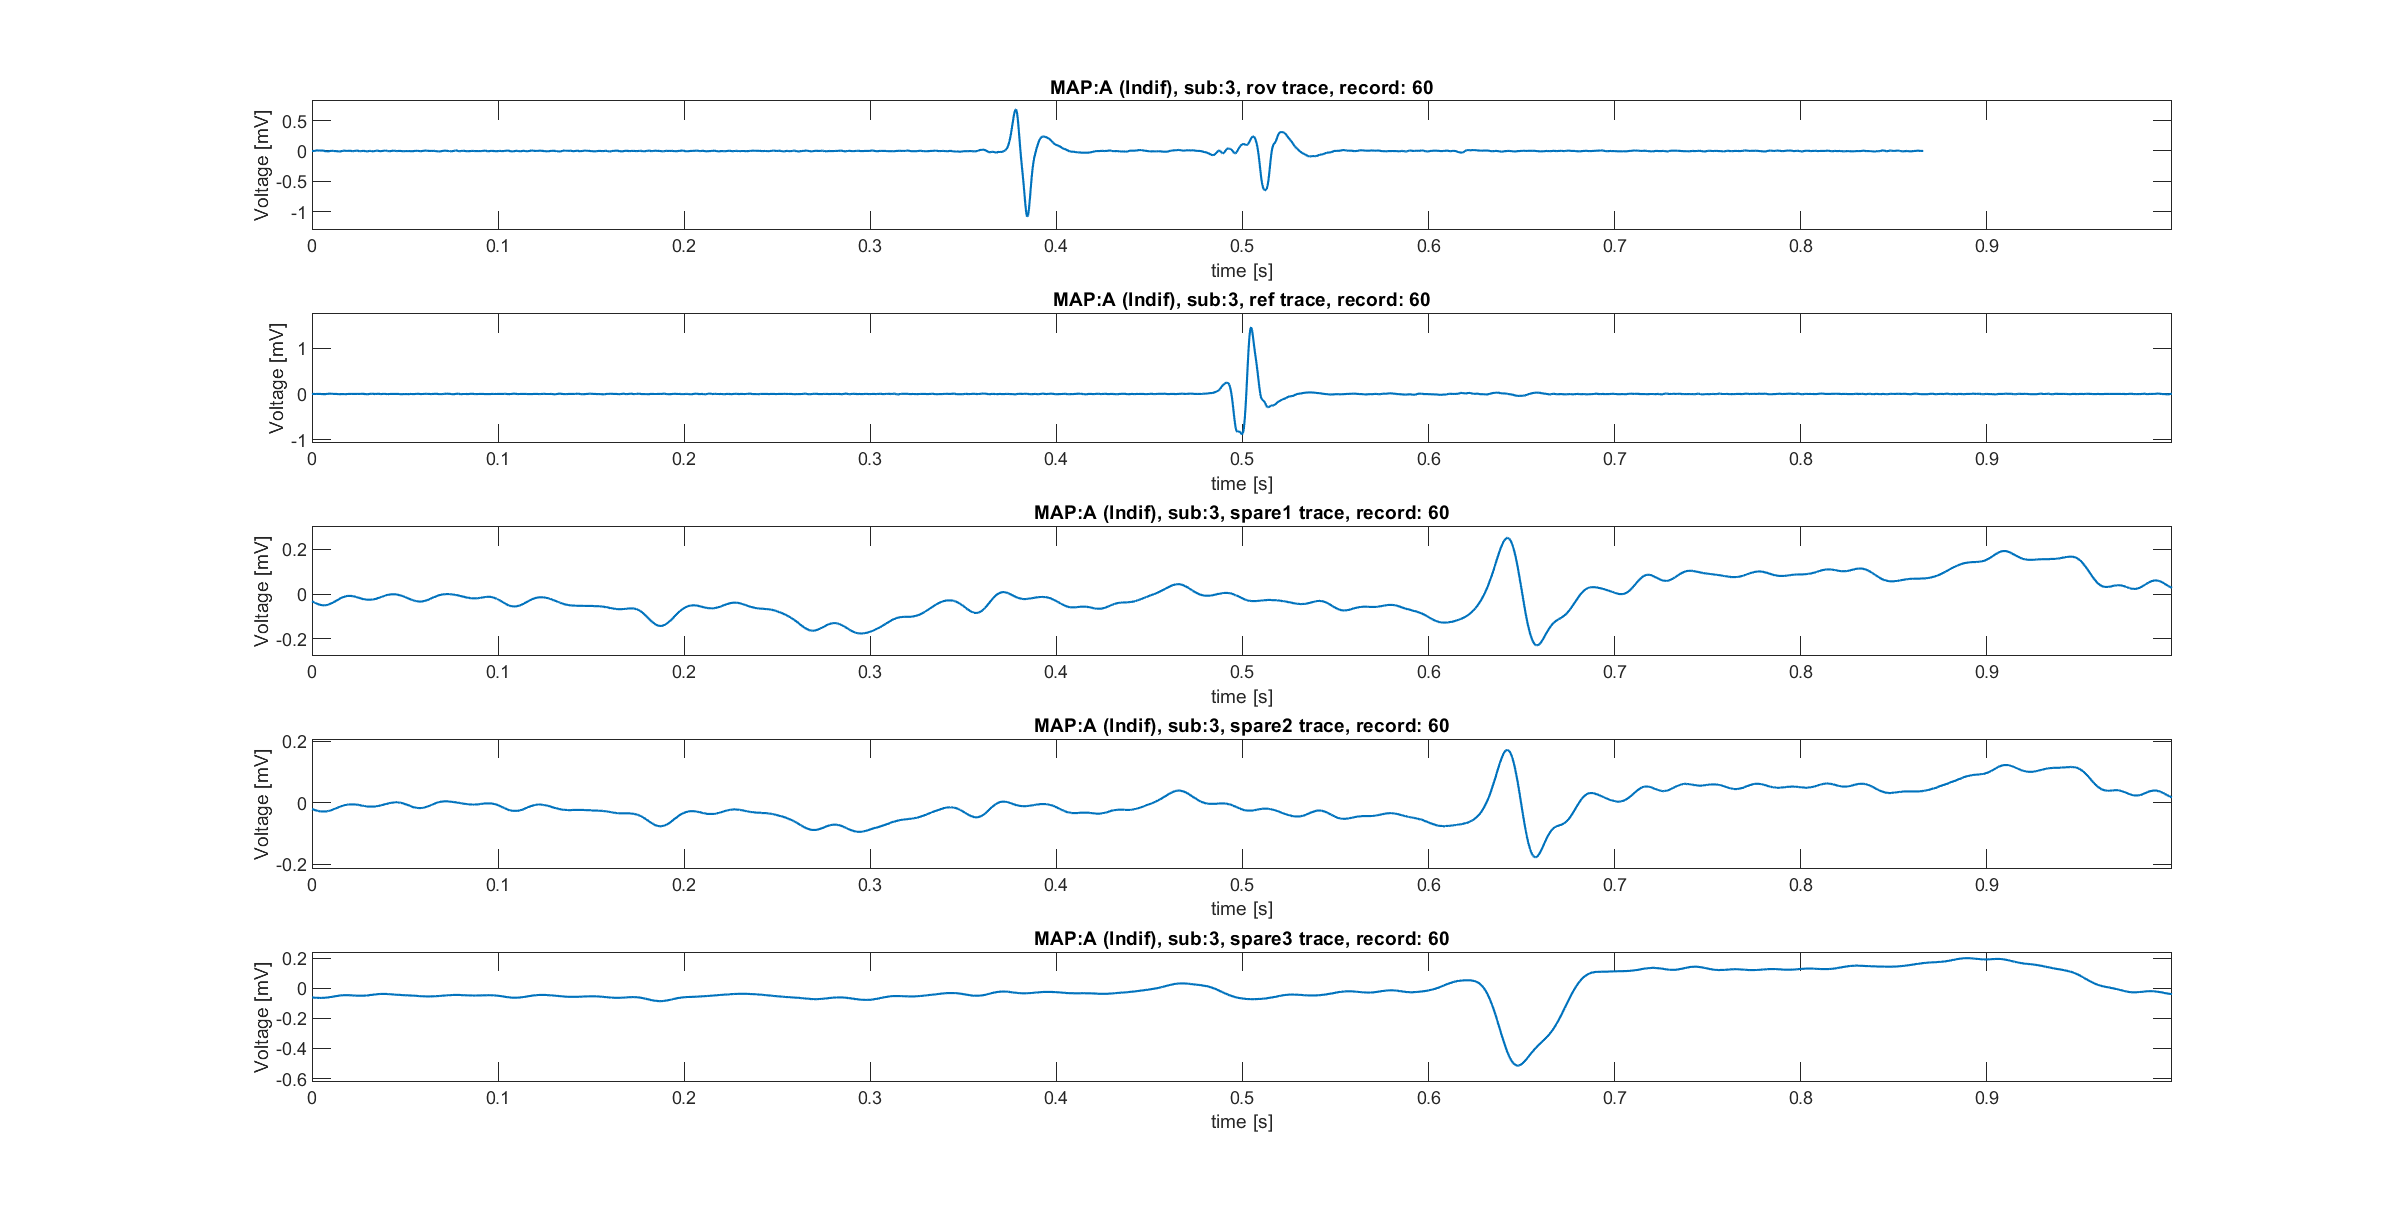 MAP:A (Indif), sub:3, rov trace, record: 60
Voltage [mV]
0.5
0
-0.5
-1
0 0.1 0.2 0.3 0.4 0.5 0.6 0.7 0.8 0.9
time [s]
MAP:A (Indif), sub:3, ref trace, record: 60
Voltage [mV]
1
0
-1
0 0.1 0.2 0.3 0.4 0.5 0.6 0.7 0.8 0.9
time [s]
MAP:A (Indif), sub:3, spare1 trace, record: 60
Voltage [mV]
0.2
0
-0.2
0 0.1 0.2 0.3 0.4 0.5 0.6 0.7 0.8 0.9
time [s]
MAP:A (Indif), sub:3, spare2 trace, record: 60
Voltage [mV]
0.2
0
-0.2
0 0.1 0.2 0.3 0.4 0.5 0.6 0.7 0.8 0.9
time [s]
MAP:A (Indif), sub:3, spare3 trace, record: 60
Voltage [mV]
0.2
0
-0.2
-0.4
-0.6
0 0.1 0.2 0.3 0.4 0.5 0.6 0.7 0.8 0.9
time [s]